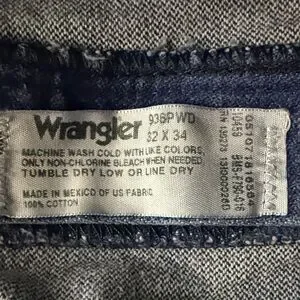 Wrangler 936PWD
32 X 34
MACHINE WASH COLD WITH LIKE COLORS,
ONLY NON-CHLORINE BLEACH WHEN NEEDED
TUMBLE DRY LOW OR LINE DRY
MADE IN MEXICO OF US FABRIC
100% COTTON